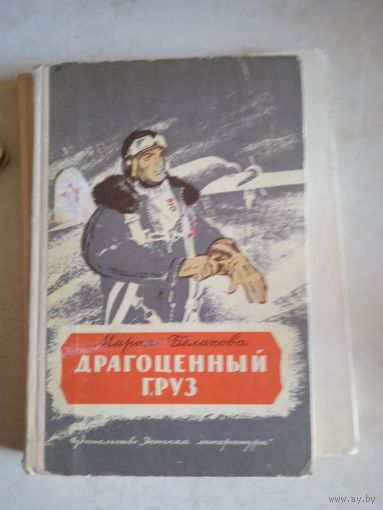 Мария Белахова
ДРАГОЦЕННЫЙ
ГРУЗ
Издательство "Детская литература"
© www.ay.by